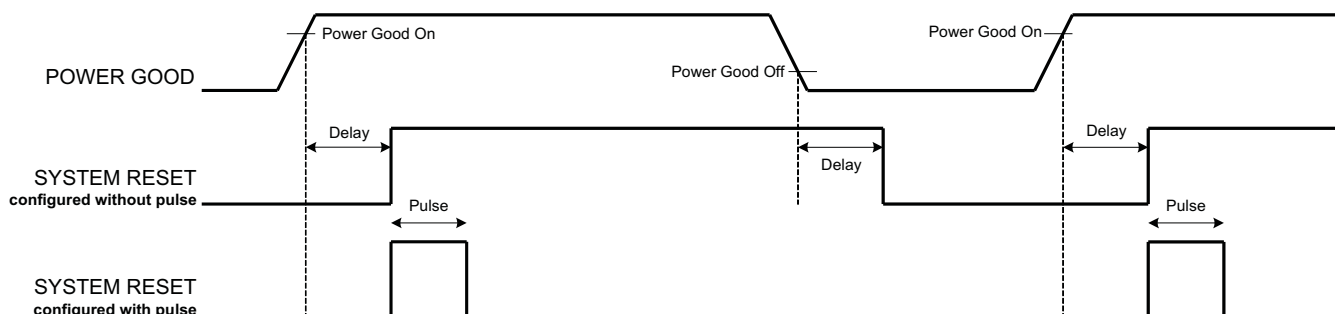 Power Good On
Power Good On
POWER GOOD
Power Good Off
Delay
Delay
Delay
SYSTEM RESET
configured without pulse
Pulse
Pulse
SYSTEM RESET
configured with pulse